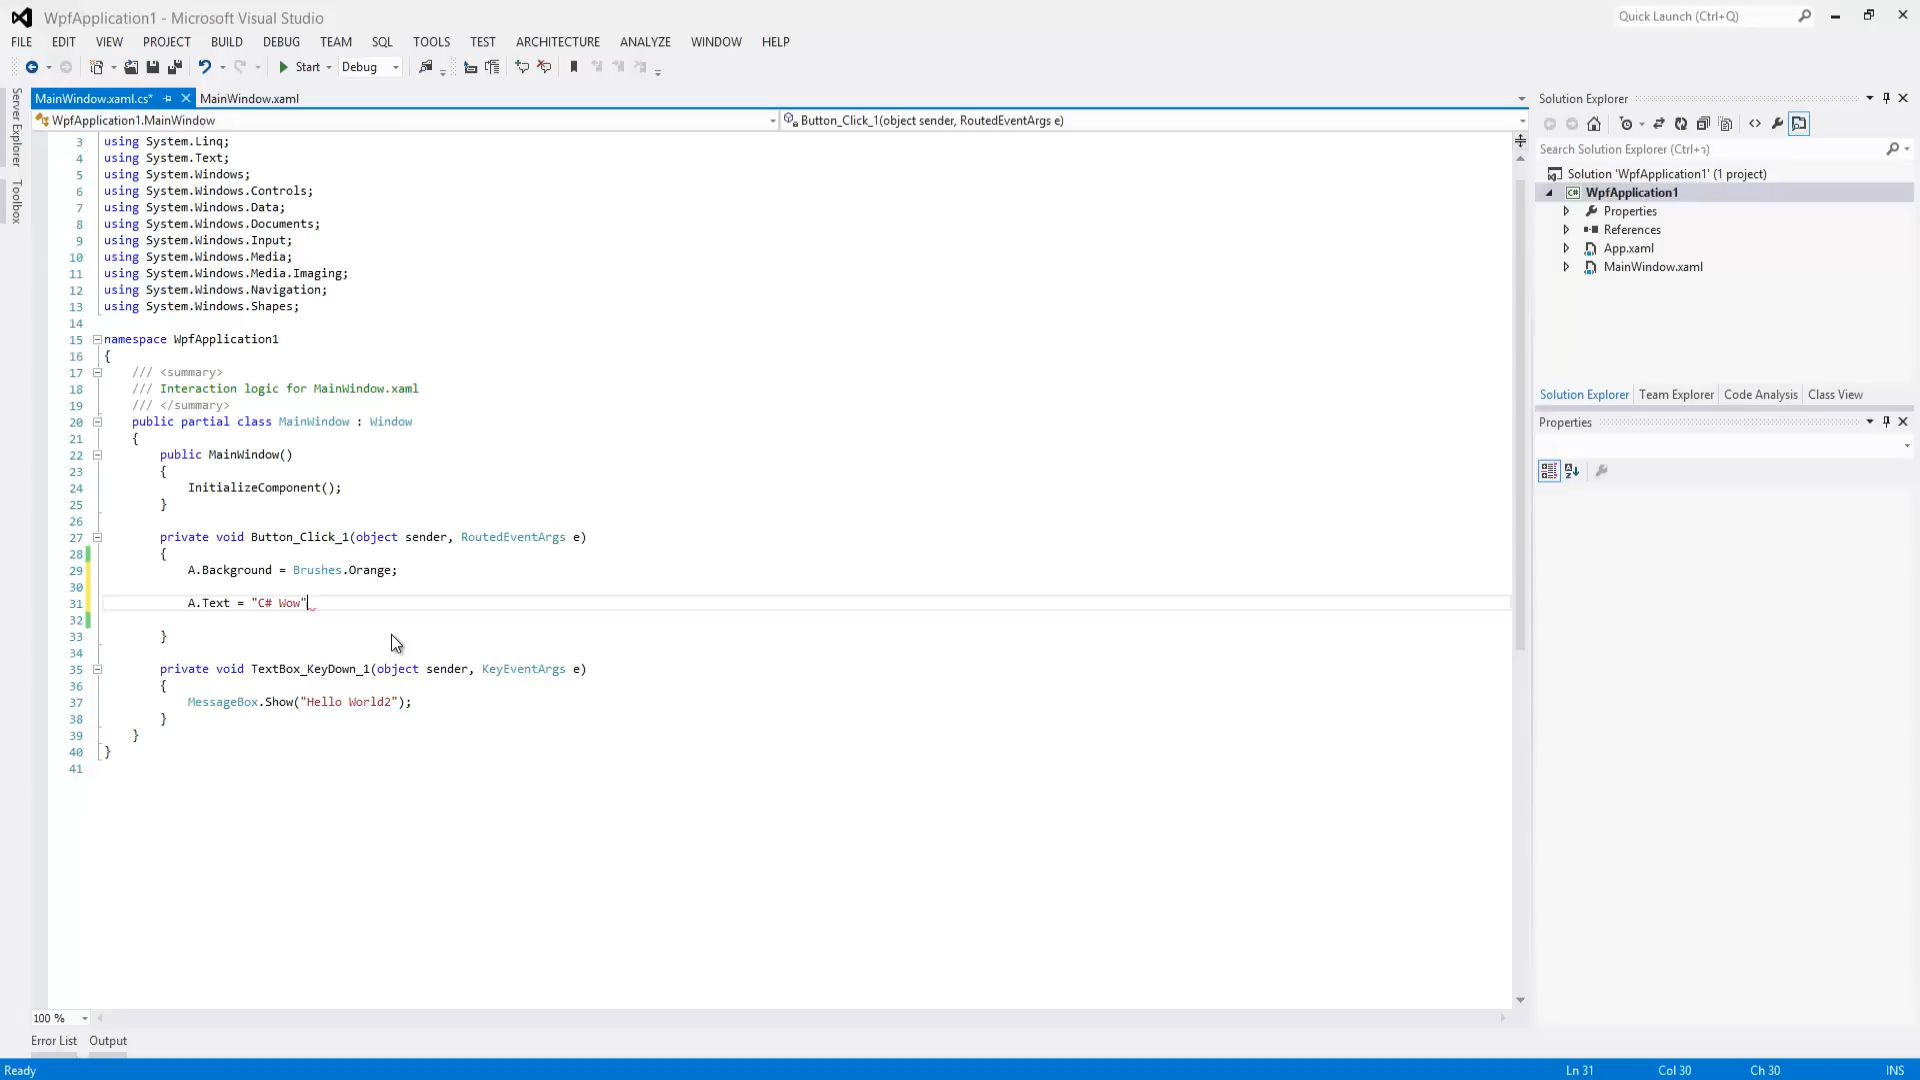 WpfApplication1 - Microsoft Visual Studio
Quick Launch (Ctrl+Q)
FILE EDIT VIEW PROJECT BUILD DEBUG TEAM SQL TOOLS TEST ARCHITECTURE ANALYZE WINDOW HELP
Start Debug
Server Explorer
Toolbox
MainWindow.xaml.cs* MainWindow.xaml
WpfApplication1.MainWindow Button_Click_1(object sender, RoutedEventArgs e)
3 using System.Linq;
4 using System.Text;
5 using System.Windows;
6 using System.Windows.Controls;
7 using System.Windows.Data;
8 using System.Windows.Documents;
9 using System.Windows.Input;
10 using System.Windows.Media;
11 using System.Windows.Media.Imaging;
12 using System.Windows.Navigation;
13 using System.Windows.Shapes;
14
15 namespace WpfApplication1
16 {
17 /// <summary>
18 /// Interaction logic for MainWindow.xaml
19 /// </summary>
20 public partial class MainWindow : Window
21 {
22 public MainWindow()
23 {
24 InitializeComponent();
25 }
26
27 private void Button_Click_1(object sender, RoutedEventArgs e)
28 {
29 A.Background = Brushes.Orange;
30
31 A.Text = "C# Wow"
32
33 }
34
35 private void TextBox_KeyDown_1(object sender, KeyEventArgs e)
36 {
37 MessageBox.Show("Hello World2");
38 }
39 }
40 }
41
100 %
Error List Output
Solution Explorer
Search Solution Explorer (Ctrl+ו)
Solution 'WpfApplication1' (1 project)
C# WpfApplication1
Properties
References
App.xaml
MainWindow.xaml
Solution Explorer Team Explorer Code Analysis Class View
Properties
Ready Ln 31 Col 30 Ch 30 INS